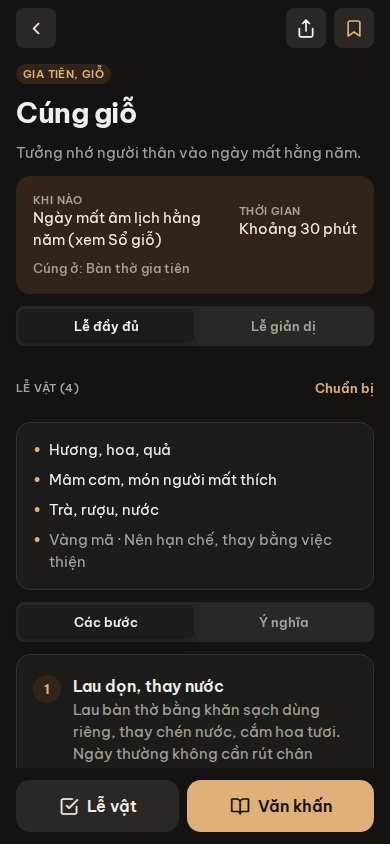 GIA TIÊN, GIỖ
Cúng giỗ
Tưởng nhớ người thân vào ngày mất hằng năm.
KHI NÀO
Ngày mất âm lịch hằng
năm (xem Sổ giỗ)
THỜI GIAN
Khoảng 30 phút
Cúng ở: Bàn thờ gia tiên
Lễ đầy đủ
Lễ giản dị
LỄ VẬT (4)
Chuẩn bị
• Hương, hoa, quả
• Mâm cơm, món người mất thích
• Trà, rượu, nước
• Vàng mã · Nên hạn chế, thay bằng việc
thiện
Các bước
Ý nghĩa
1
Lau dọn, thay nước
Lau bàn thờ bằng khăn sạch dùng
riêng, thay chén nước, cắm hoa tươi.
Ngày thường không cần rút chân
Lễ vật
Văn khấn